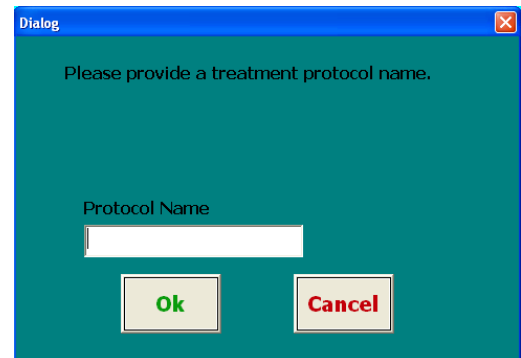 Dialog
Please provide a treatment protocol name.
Protocol Name
Ok
Cancel